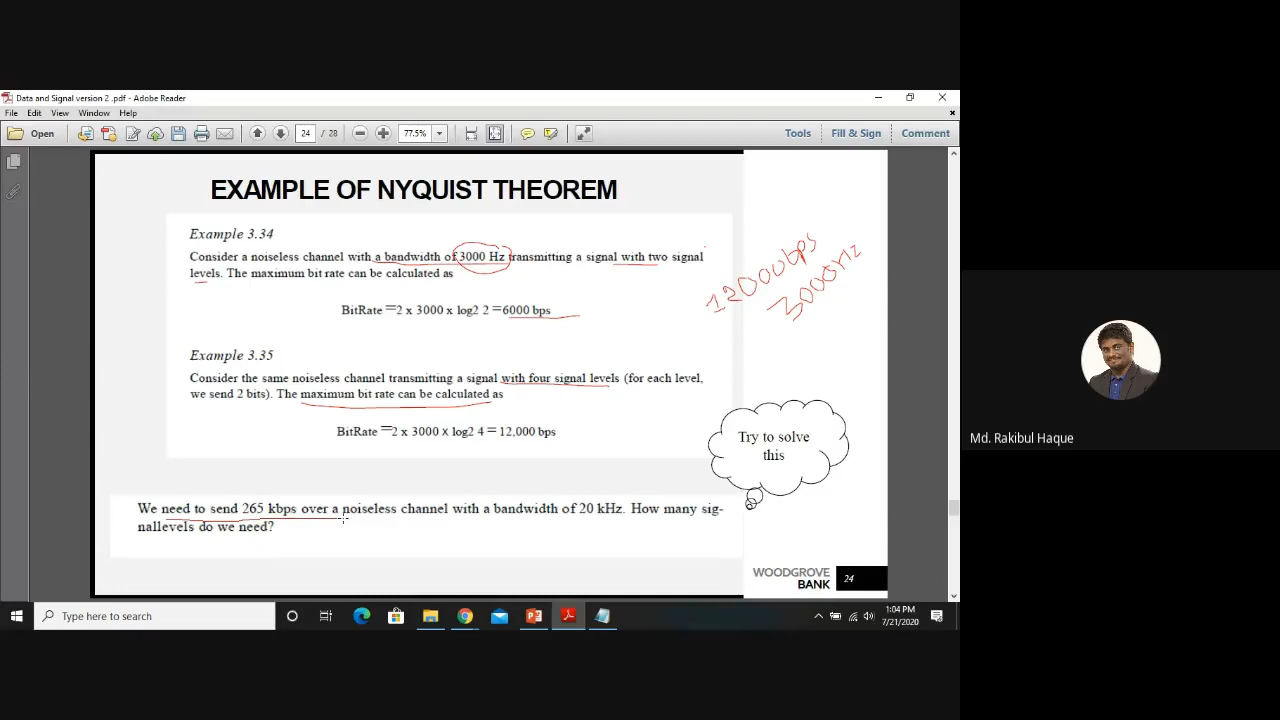 Data and Signal version 2 .pdf - Adobe Reader
File Edit View Window Help
Open 24 / 28 77.5% Tools Fill & Sign Comment
EXAMPLE OF NYQUIST THEOREM
Example 3.34
Consider a noiseless channel with a bandwidth of 3000 Hz transmitting a signal with two signal
levels. The maximum bit rate can be calculated as
BitRate =2 x 3000 x log2 2 =6000 bps
12000bps
3000Hz
Example 3.35
Consider the same noiseless channel transmitting a signal with four signal levels (for each level,
we send 2 bits). The maximum bit rate can be calculated as
BitRate =2 x 3000 x log2 4 = 12,000 bps
Try to solve
this
We need to send 265 kbps over a noiseless channel with a bandwidth of 20 kHz. How many sig-
nallevels do we need?
WOODGROVE
BANK
24
Md. Rakibul Haque
Type here to search
1:04 PM
7/21/2020